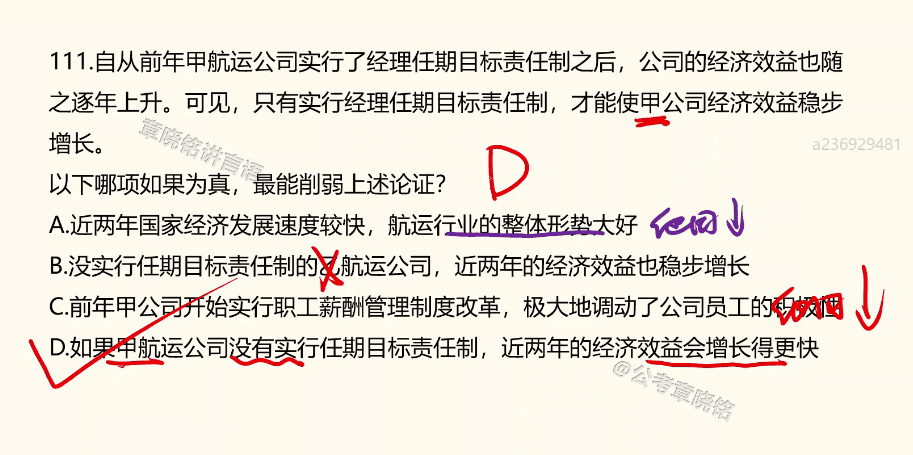 111.自从前年甲航运公司实行了经理任期目标责任制之后，公司的经济效益也随
之逐年上升。可见，只有实行经理任期目标责任制，才能使甲公司经济效益稳步
增长。
章晓铭讲言语
a236929481
以下哪项如果为真，最能削弱上述论证？
D
A.近两年国家经济发展速度较快，航运行业的整体形势大好 他因↓
B.没实行任期目标责任制的乙航运公司，近两年的经济效益也稳步增长
C.前年甲公司开始实行职工薪酬管理制度改革，极大地调动了公司员工的积极性 他因↓
D.如果甲航运公司没有实行任期目标责任制，近两年的经济效益会增长得更快
@公考章晓铭